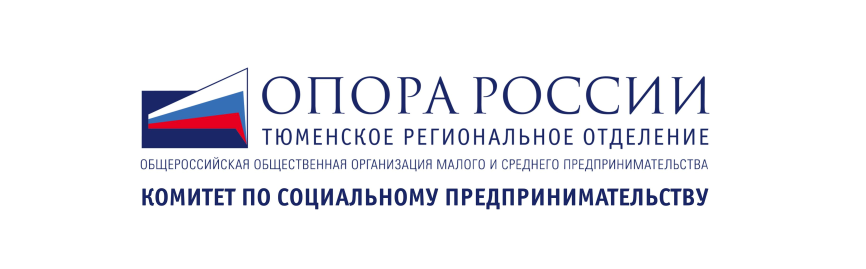 ОПОРА РОССИИ
ТЮМЕНСКОЕ РЕГИОНАЛЬНОЕ ОТДЕЛЕНИЕ
ОБЩЕРОССИЙСКАЯ ОБЩЕСТВЕННАЯ ОРГАНИЗАЦИЯ МАЛОГО И СРЕДНЕГО ПРЕДПРИНИМАТЕЛЬСТВА
КОМИТЕТ ПО СОЦИАЛЬНОМУ ПРЕДПРИНИМАТЕЛЬСТВУ